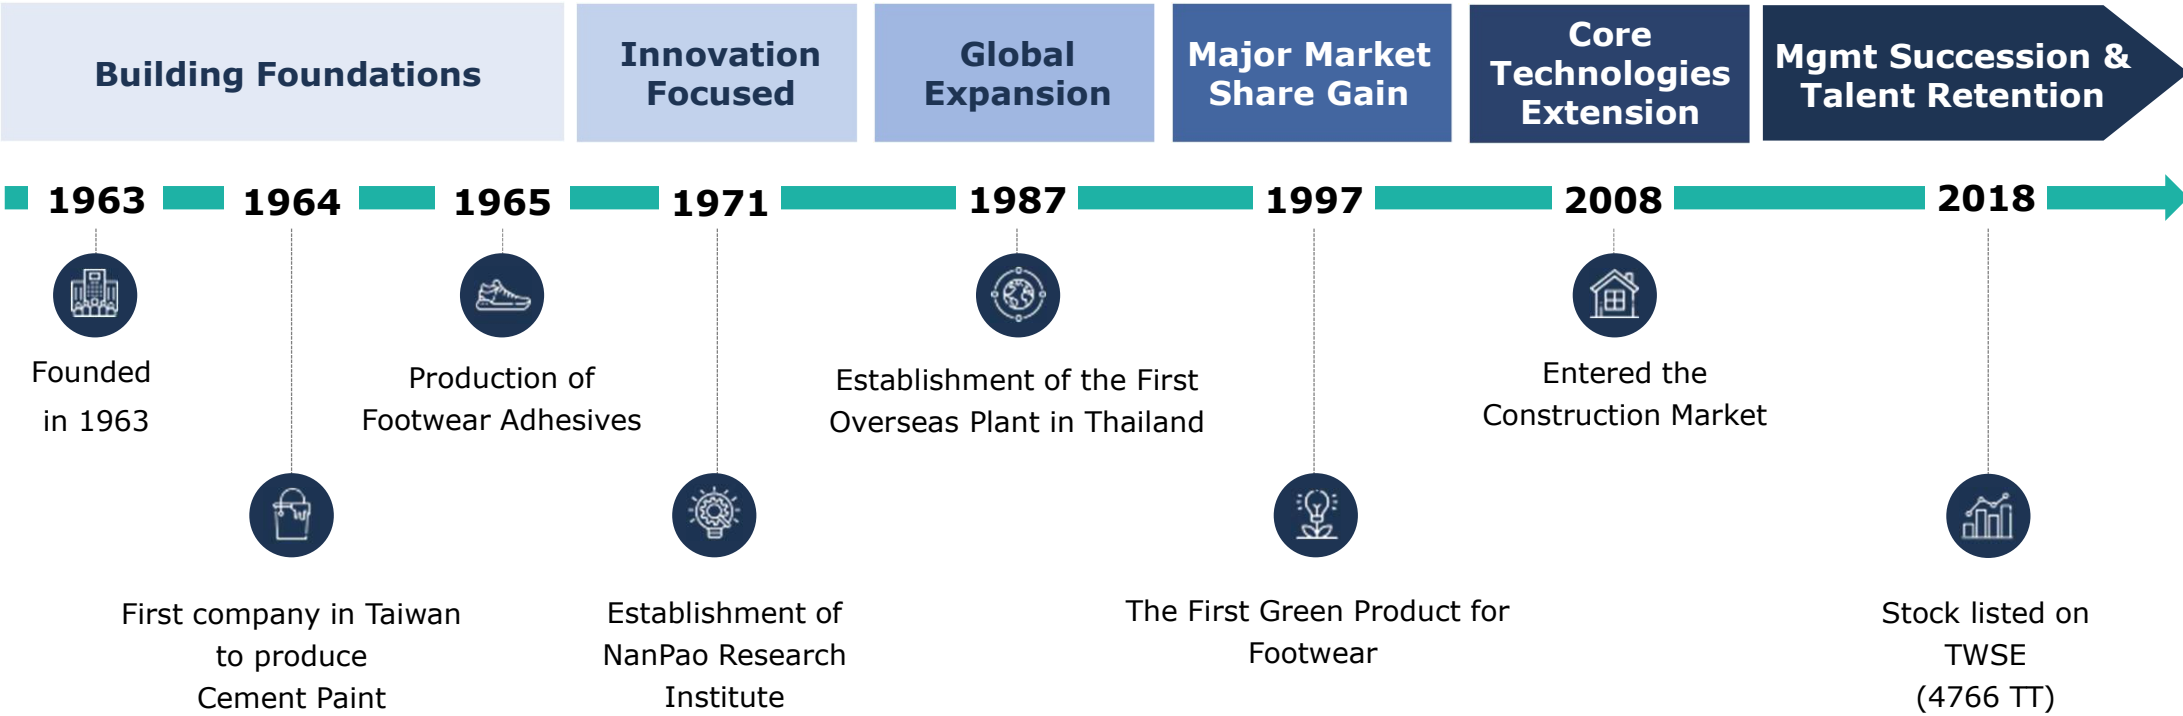 Building Foundations
Innovation
Focused
Global
Expansion
Major Market
Share Gain
Core
Technologies
Extension
Mgmt Succession &
Talent Retention
1963
1964
1965
1971
1987
1997
2008
2018
Founded
in 1963
First company in Taiwan
to produce
Cement Paint
Production of
Footwear Adhesives
Establishment of
NanPao Research
Institute
Establishment of the First
Overseas Plant in Thailand
The First Green Product for
Footwear
Entered the
Construction Market
Stock listed on
TWSE
(4766 TT)